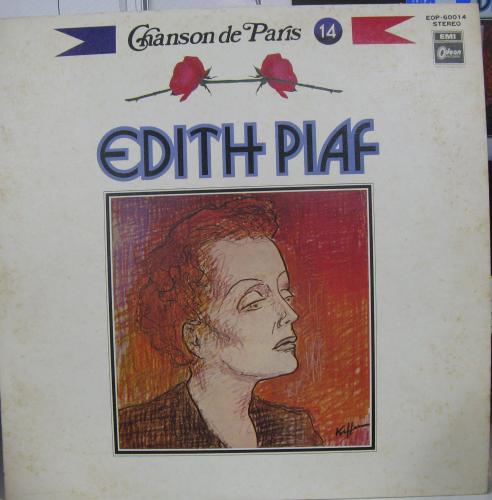 Chanson de Paris 14
EOP-60014
STEREO
EMI
Odeon
EDITH PIAF